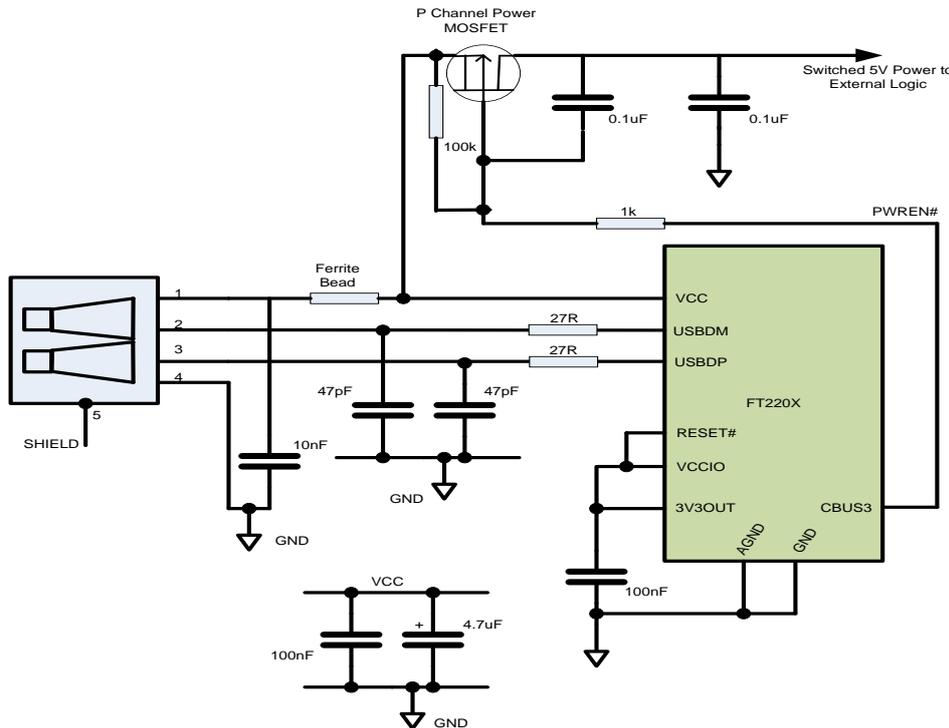 P Channel Power
MOSFET
Switched 5V Power to
External Logic
0.1uF
0.1uF
100k
1k
PWREN#
Ferrite
Bead
1
VCC
27R
2
USBDM
27R
3
USBDP
4
47pF
47pF
FT220X
5
SHIELD
RESET#
10nF
VCCIO
GND
3V3OUT
CBUS3
GND
AGND
GND
VCC
100nF
4.7uF
+
100nF
GND